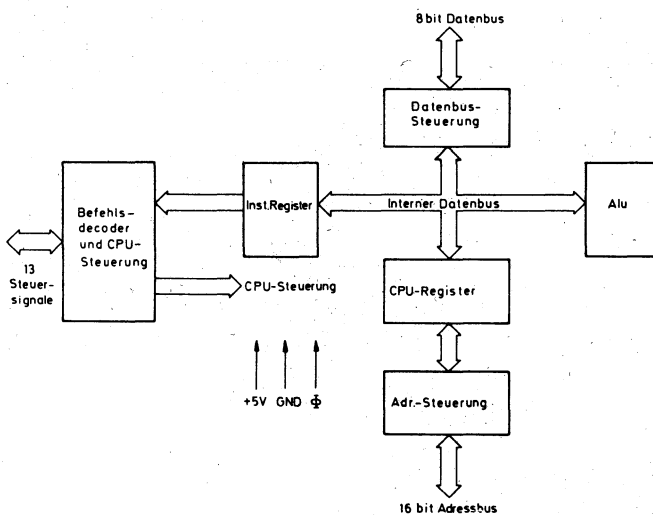 8 bit Datenbus
Datenbus-
Steuerung
Befehls-
decoder
und CPU-
Steuerung
Inst.Register
Interner Datenbus
Alu
13
Steuer-
signale
CPU-Steuerung
CPU-Register
+5V GND Φ
Adr.-Steuerung
16 bit Adressbus